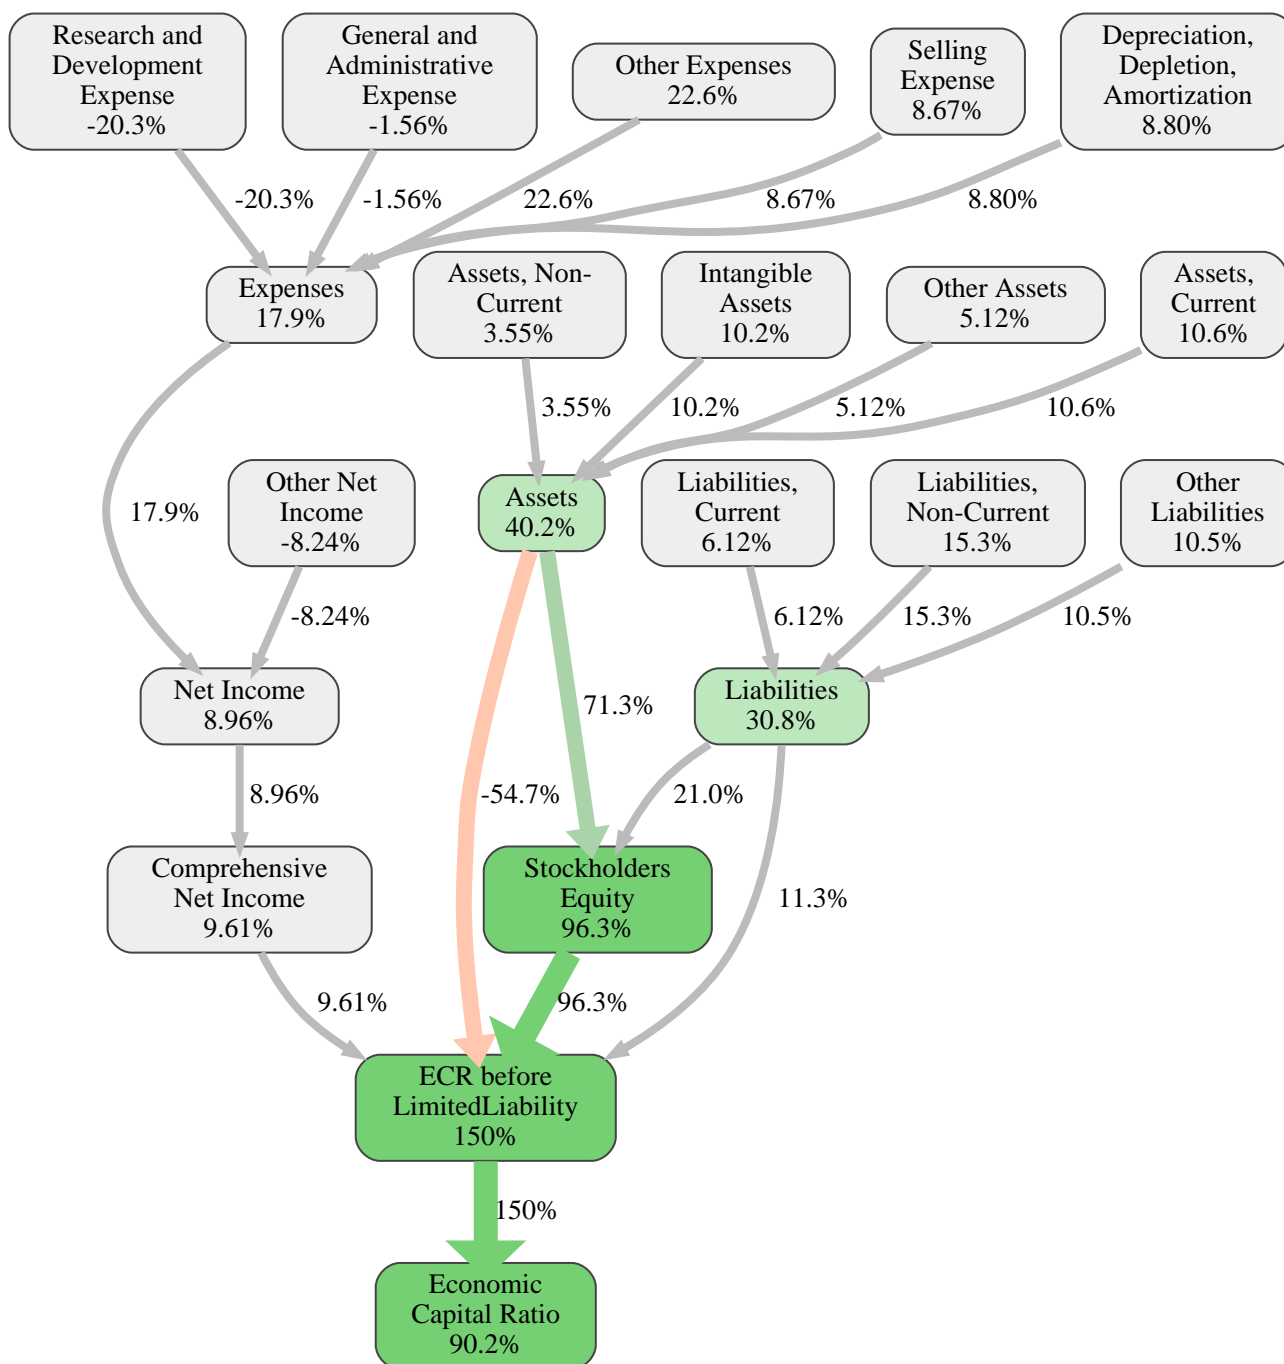 Research and
Development
Expense
-20.3%
General and
Administrative
Expense
-1.56%
Other Expenses
22.6%
Selling
Expense
8.67%
Depreciation,
Depletion,
Amortization
8.80%
-20.3%
-1.56%
22.6%
8.67%
8.80%
Expenses
17.9%
Assets, Non-
Current
3.55%
Intangible
Assets
10.2%
Other Assets
5.12%
Assets,
Current
10.6%
3.55%
10.2%
5.12%
10.6%
17.9%
Other Net
Income
-8.24%
Assets
40.2%
Liabilities,
Current
6.12%
Liabilities,
Non-Current
15.3%
Other
Liabilities
10.5%
-8.24%
6.12%
15.3%
10.5%
Net Income
8.96%
71.3%
Liabilities
30.8%
8.96%
-54.7%
21.0%
Comprehensive
Net Income
9.61%
Stockholders
Equity
96.3%
11.3%
9.61%
96.3%
ECR before
LimitedLiability
150%
150%
Economic
Capital Ratio
90.2%